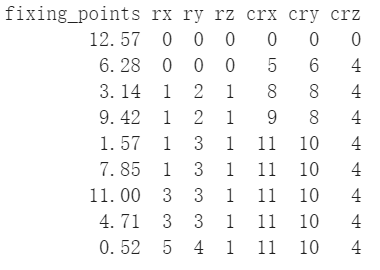 fixing_points rx ry rz crx cry crz
12.57 0 0 0 0 0 0
6.28 0 0 0 5 6 4
3.14 1 2 1 8 8 4
9.42 1 2 1 9 8 4
1.57 1 3 1 11 10 4
7.85 1 3 1 11 10 4
11.00 3 3 1 11 10 4
4.71 3 3 1 11 10 4
0.52 5 4 1 11 10 4